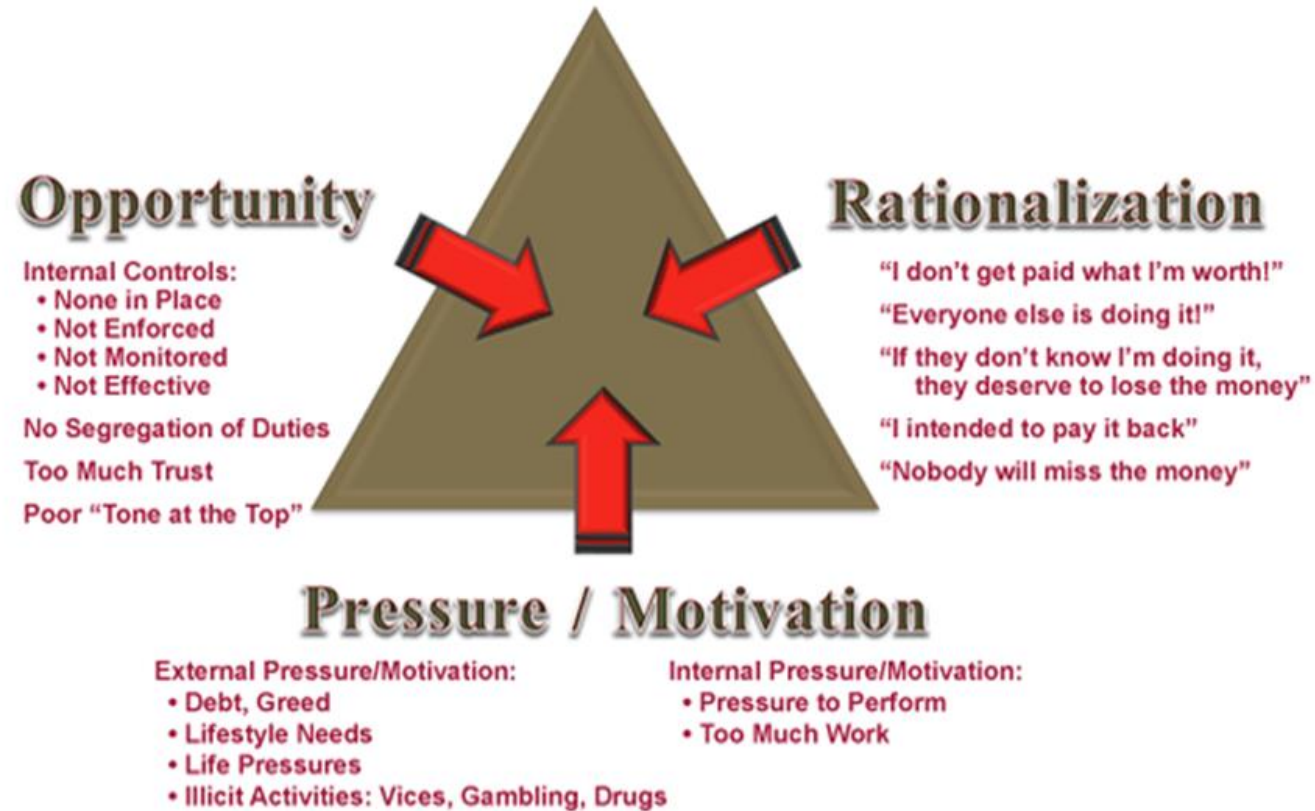 Opportunity
Internal Controls:
• None in Place
• Not Enforced
• Not Monitored
• Not Effective
No Segregation of Duties
Too Much Trust
Poor “Tone at the Top”
Rationalization
“I don’t get paid what I’m worth!”
“Everyone else is doing it!”
“If they don’t know I’m doing it,
they deserve to lose the money”
“I intended to pay it back”
“Nobody will miss the money”
Pressure / Motivation
External Pressure/Motivation:
• Debt, Greed
• Lifestyle Needs
• Life Pressures
• Illicit Activities: Vices, Gambling, Drugs
Internal Pressure/Motivation:
• Pressure to Perform
• Too Much Work